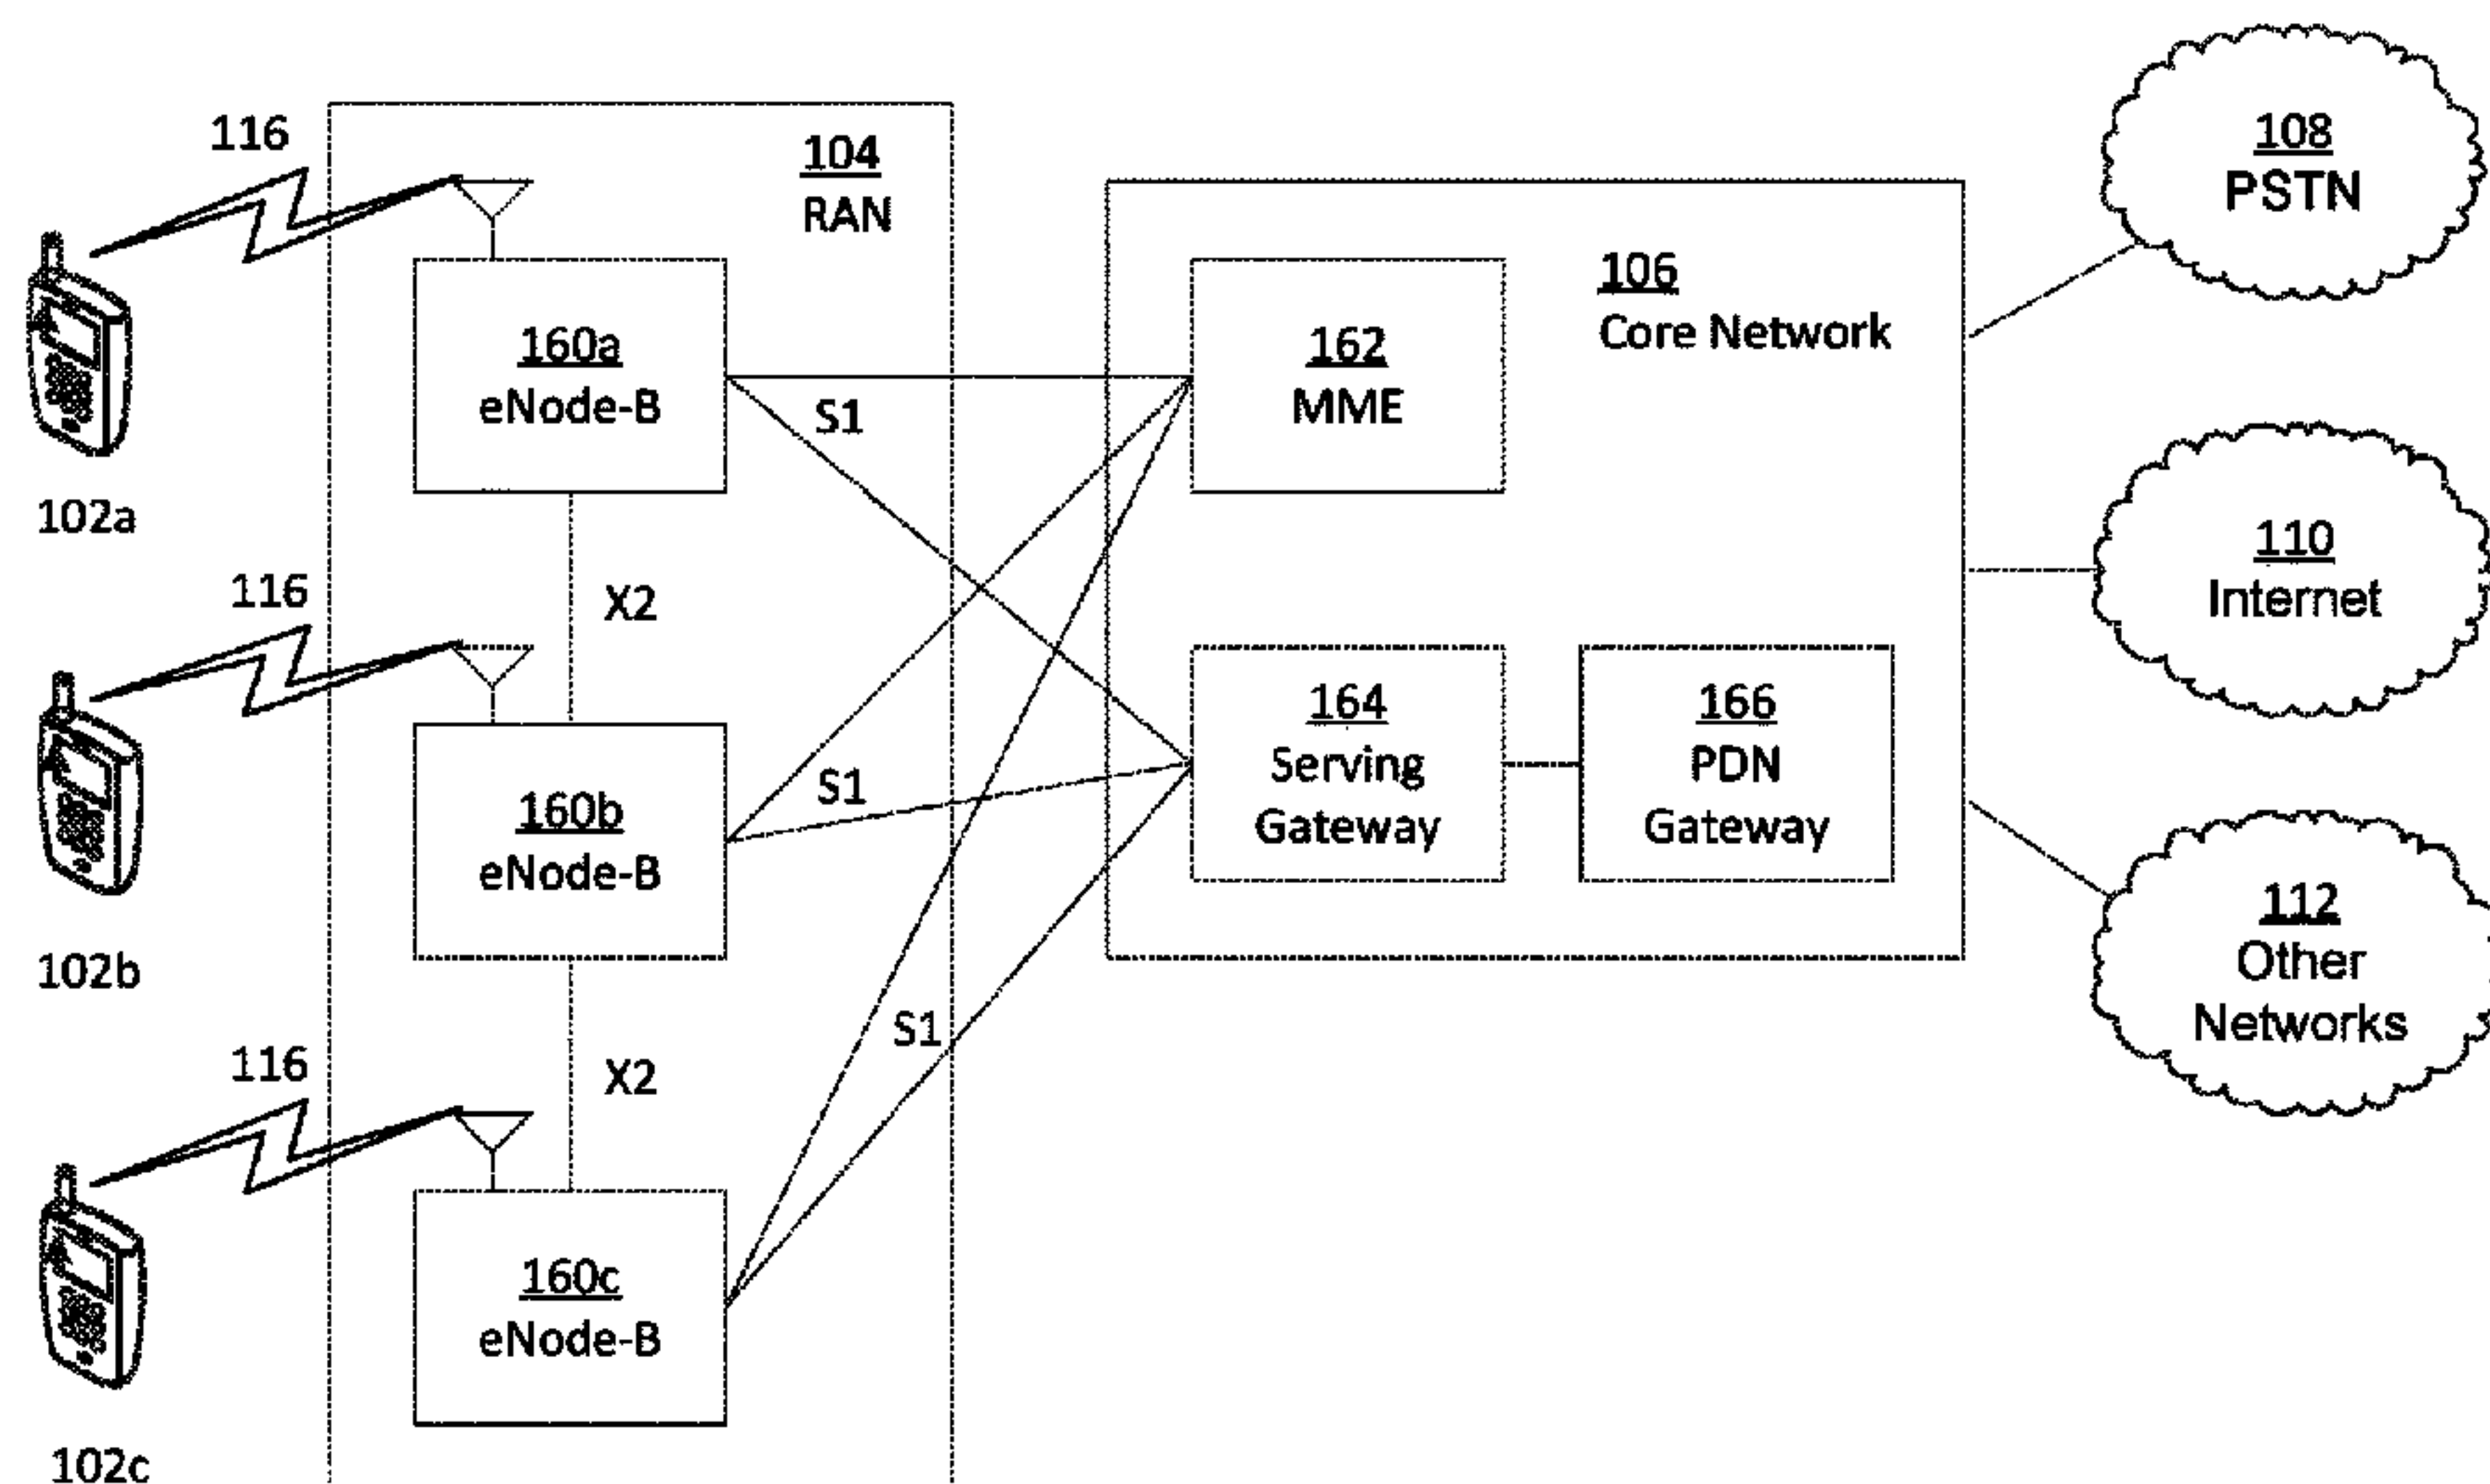 116
104
RAN
160a
eNode-B
102a
S1
X2
116
160b
eNode-B
102b
S1
X2
116
160c
eNode-B
102c
S1
106
Core Network
162
MME
164
Serving
Gateway
166
PDN
Gateway
108
PSTN
110
Internet
112
Other
Networks